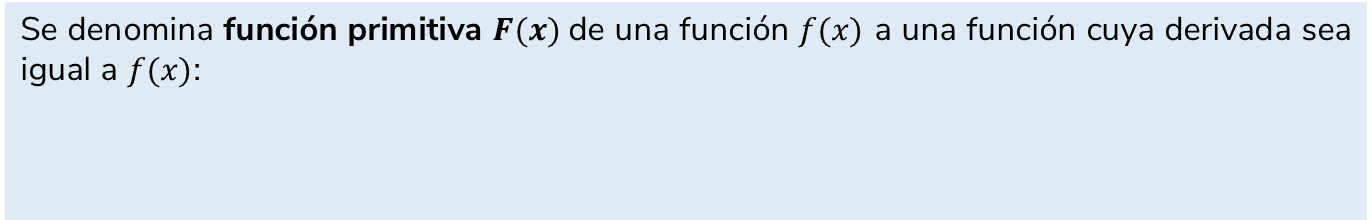 Se denomina función primitiva F(x) de una función f(x) a una función cuya derivada sea
igual a f(x):